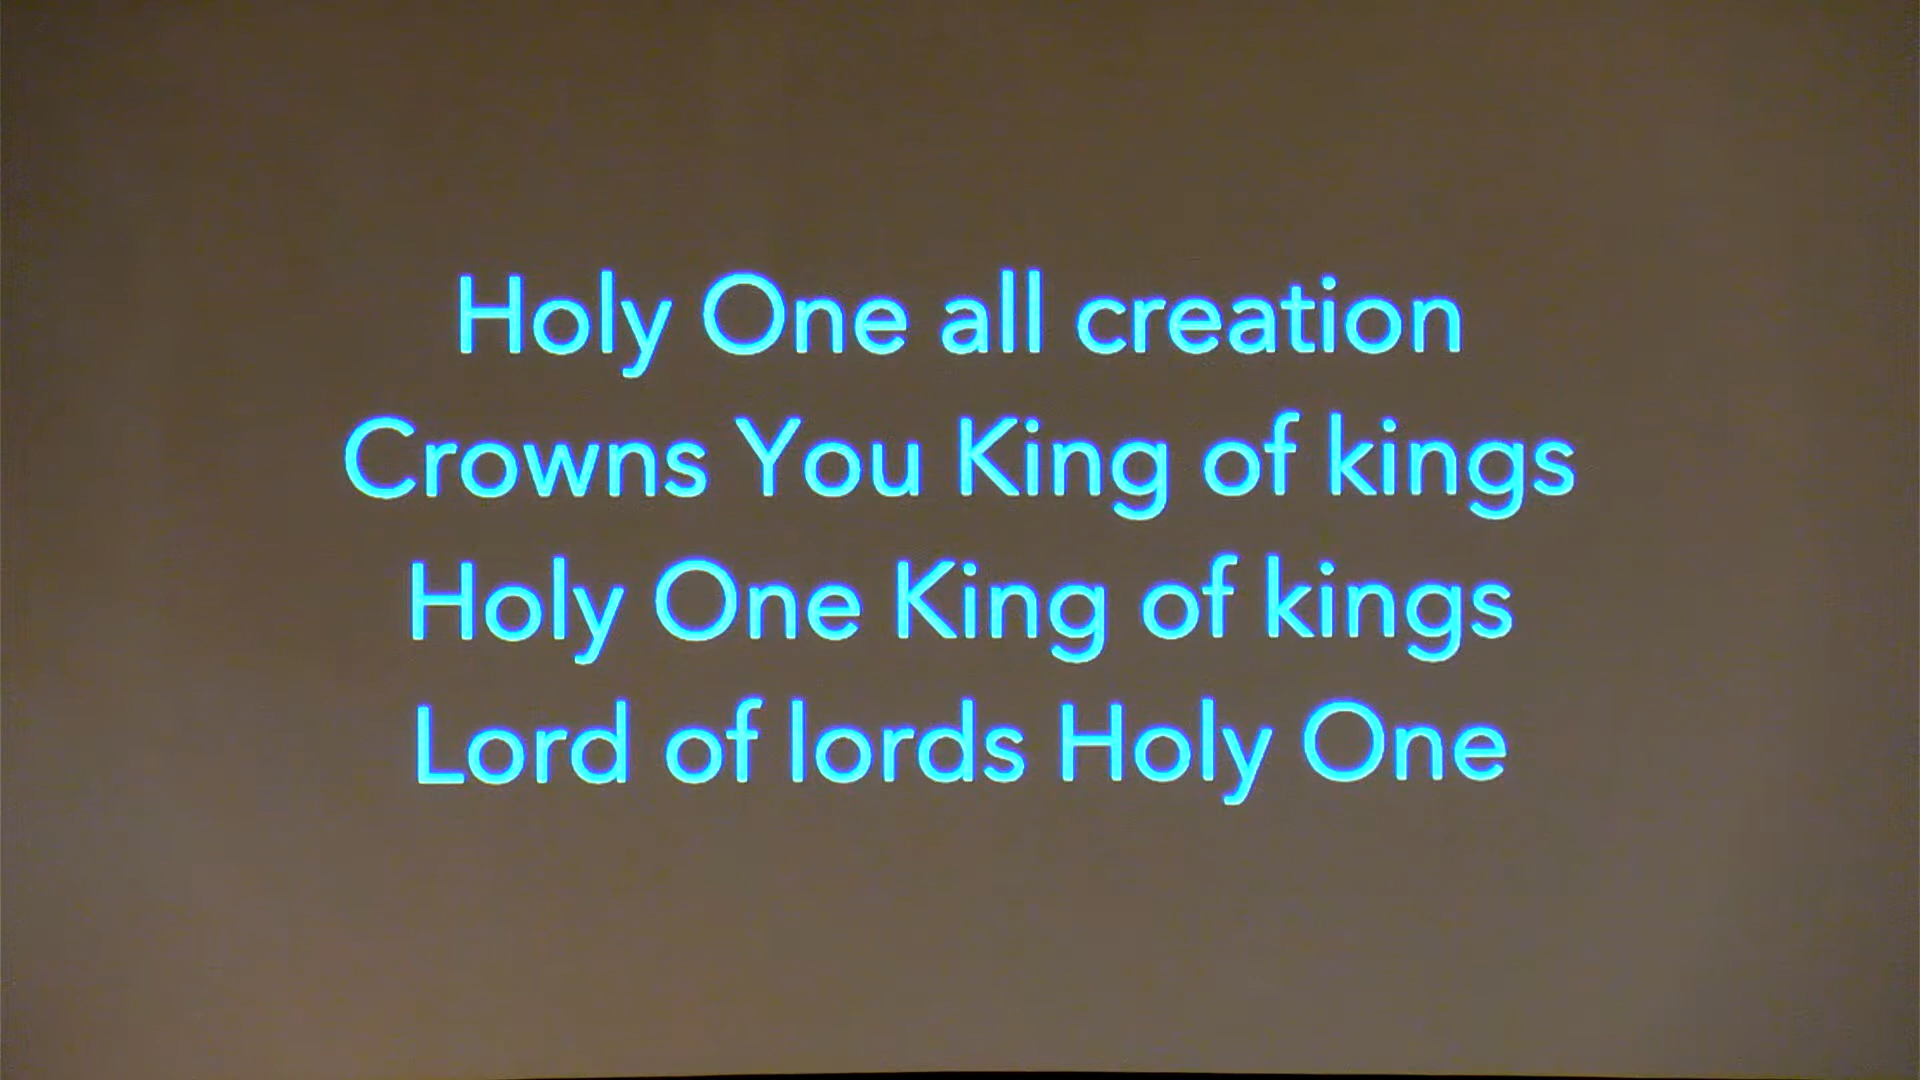 Holy One all creation
Crowns You King of kings
Holy One King of kings
Lord of lords Holy One